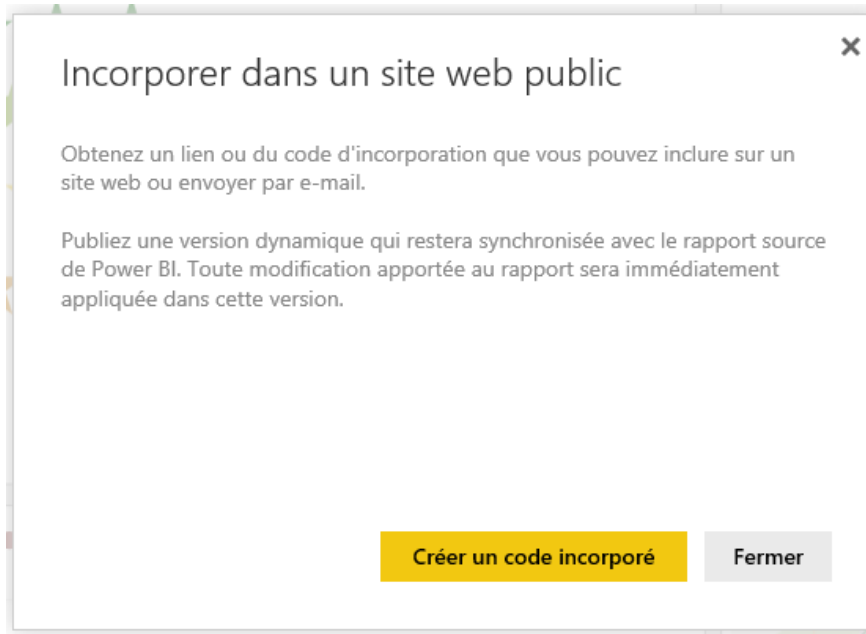 Incorporer dans un site web public
Obtenez un lien ou du code d'incorporation que vous pouvez inclure sur un
site web ou envoyer par e-mail.
Publiez une version dynamique qui restera synchronisée avec le rapport source
de Power BI. Toute modification apportée au rapport sera immédiatement
appliquée dans cette version.
Créer un code incorporé
Fermer